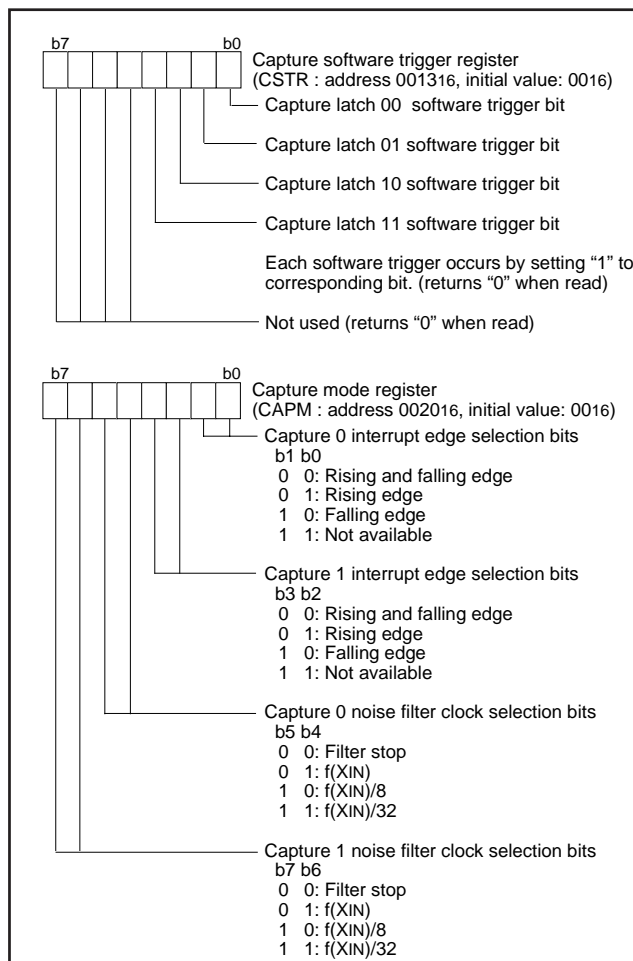 b7 b0
Capture software trigger register
(CSTR : address 001316, initial value: 0016)
Capture latch 00 software trigger bit
Capture latch 01 software trigger bit
Capture latch 10 software trigger bit
Capture latch 11 software trigger bit
Each software trigger occurs by setting “1” to
corresponding bit. (returns “0” when read)
Not used (returns “0” when read)
b7 b0
Capture mode register
(CAPM : address 002016, initial value: 0016)
Capture 0 interrupt edge selection bits
b1 b0
0 0: Rising and falling edge
0 1: Rising edge
1 0: Falling edge
1 1: Not available
Capture 1 interrupt edge selection bits
b3 b2
0 0: Rising and falling edge
0 1: Rising edge
1 0: Falling edge
1 1: Not available
Capture 0 noise filter clock selection bits
b5 b4
0 0: Filter stop
0 1: f(XIN)
1 0: f(XIN)/8
1 1: f(XIN)/32
Capture 1 noise filter clock selection bits
b7 b6
0 0: Filter stop
0 1: f(XIN)
1 0: f(XIN)/8
1 1: f(XIN)/32